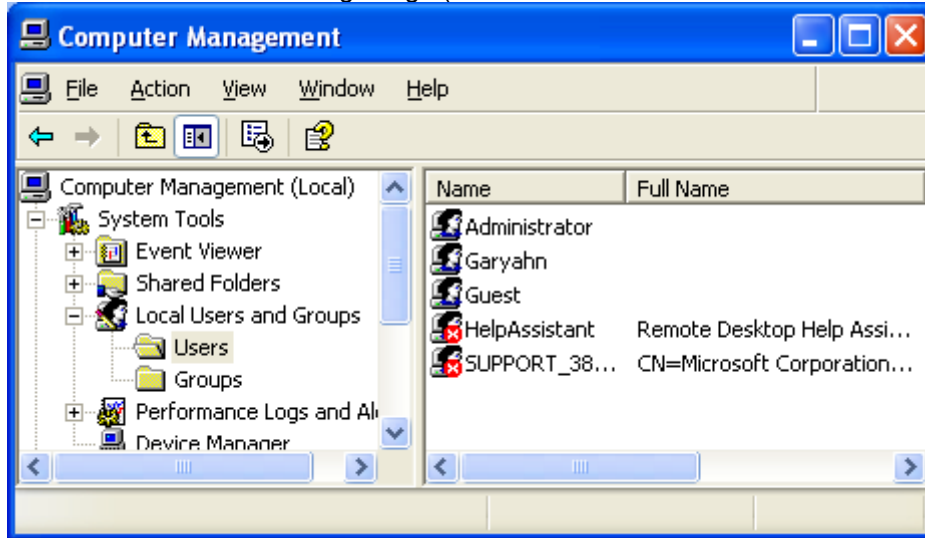 Computer Management
File Action View Window Help
Computer Management (Local)
System Tools
Event Viewer
Shared Folders
Local Users and Groups
Users
Groups
Performance Logs and Al
Device Manager
Name Full Name
Administrator
Garyahn
Guest
HelpAssistant Remote Desktop Help Assi...
SUPPORT_38... CN=Microsoft Corporation...